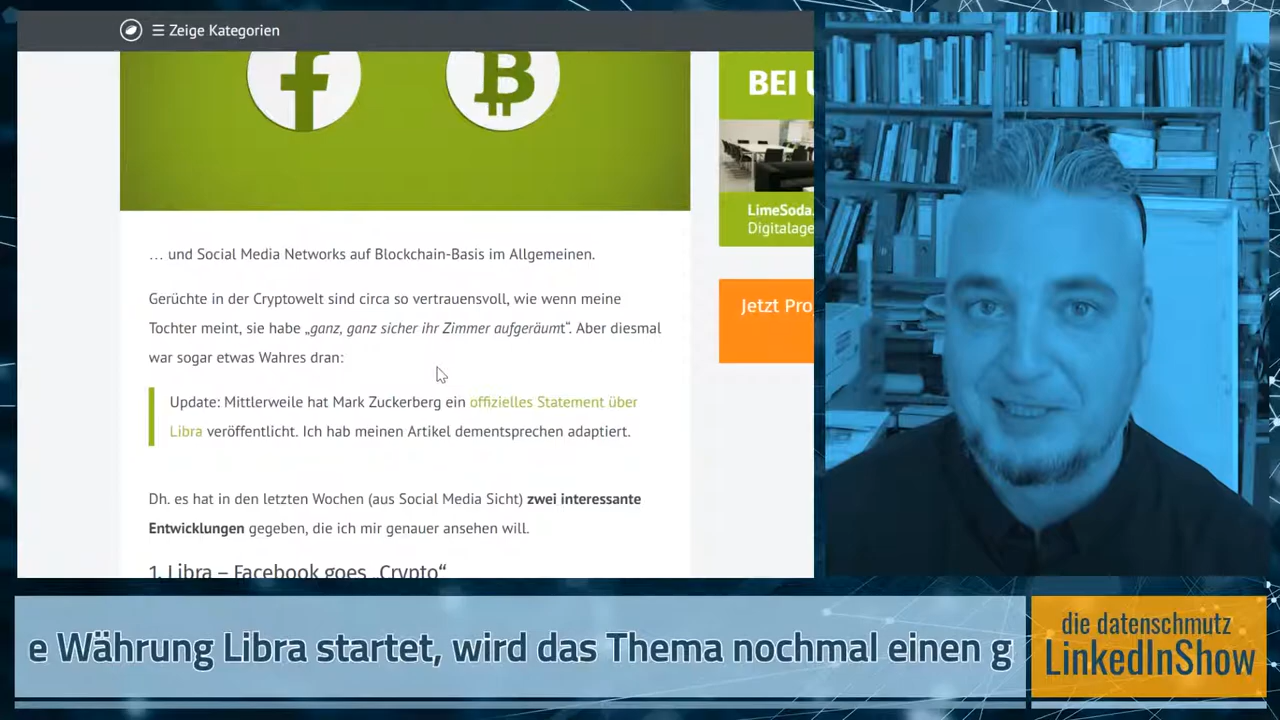 ☰ Zeige Kategorien
f
B
BEI
… und Social Media Networks auf Blockchain-Basis im Allgemeinen.
Gerüchte in der Cryptowelt sind circa so vertrauensvoll, wie wenn meine
Tochter meint, sie habe „ganz, ganz sicher ihr Zimmer aufgeräumt“. Aber diesmal
war sogar etwas Wahres dran:
Update: Mittlerweile hat Mark Zuckerberg ein offizielles Statement über
Libra veröffentlicht. Ich hab meinen Artikel dementsprechen adaptiert.
Dh. es hat in den letzten Wochen (aus Social Media Sicht) zwei interessante
Entwicklungen gegeben, die ich mir genauer ansehen will.
1. Libra – Facebook goes „Crypto“
LimeSoda.
Digitalage
Jetzt Pro
e Währung Libra startet, wird das Thema nochmal einen g
die datenschmutz
LinkedInShow